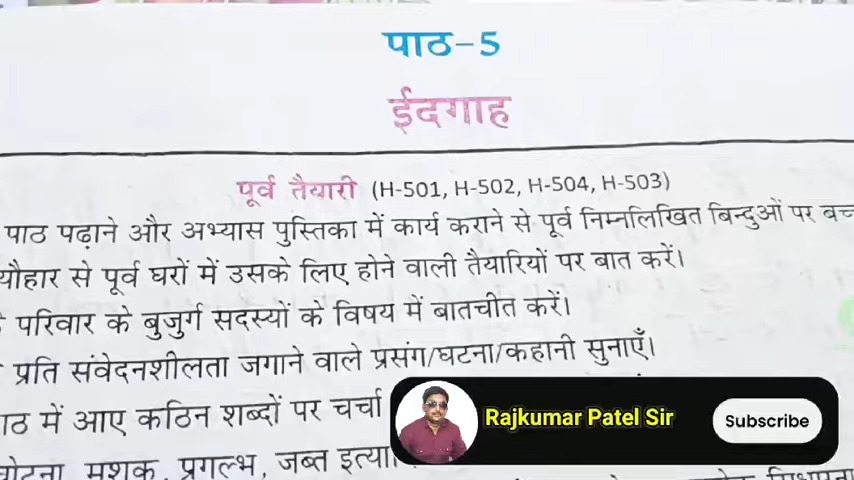 पाठ-5
ईदगाह
पूर्व तैयारी (H-501, H-502, H-504, H-503)
पाठ पढ़ाने और अभ्यास पुस्तिका में कार्य कराने से पूर्व निम्नलिखित बिन्दुओं पर
से पूर्व घरों में उसके लिए होने वाली तैयारियों पर बात करें।
परिवार के बुजुर्ग सदस्यों के विषय में बातचीत करें।
प्रति संवेदनशीलता जगाने वाले प्रसंग/घटना/कहानी सुनाएँ।
में आए कठिन शब्दों पर चर्चा
मशक, प्रगल्भ, जब्त
Rajkumar Patel Sir
Subscribe